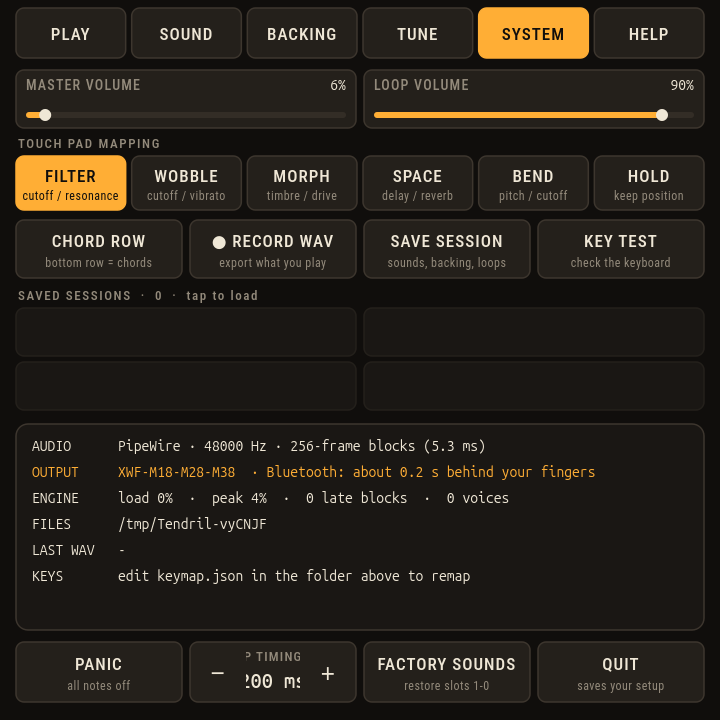 PLAY SOUND BACKING TUNE SYSTEM HELP
MASTER VOLUME 6% LOOP VOLUME 90%
TOUCH PAD MAPPING
FILTER WOBBLE MORPH SPACE BEND HOLD
cutoff / resonance cutoff / vibrato timbre / drive delay / reverb pitch / cutoff keep position
CHORD ROW ● RECORD WAV SAVE SESSION KEY TEST
bottom row = chords export what you play sounds, backing, loops check the keyboard
SAVED SESSIONS · 0 · tap to load
AUDIO PipeWire · 48000 Hz · 256-frame blocks (5.3 ms)
OUTPUT XWF-M18-M28-M38 · Bluetooth: about 0.2 s behind your fingers
ENGINE load 0% · peak 4% · 0 late blocks · 0 voices
FILES /tmp/Tendril-vyCNJF
LAST WAV -
KEYS edit keymap.json in the folder above to remap
PANIC − P TIMING + FACTORY SOUNDS QUIT
all notes off 200 ms restore slots 1-0 saves your setup